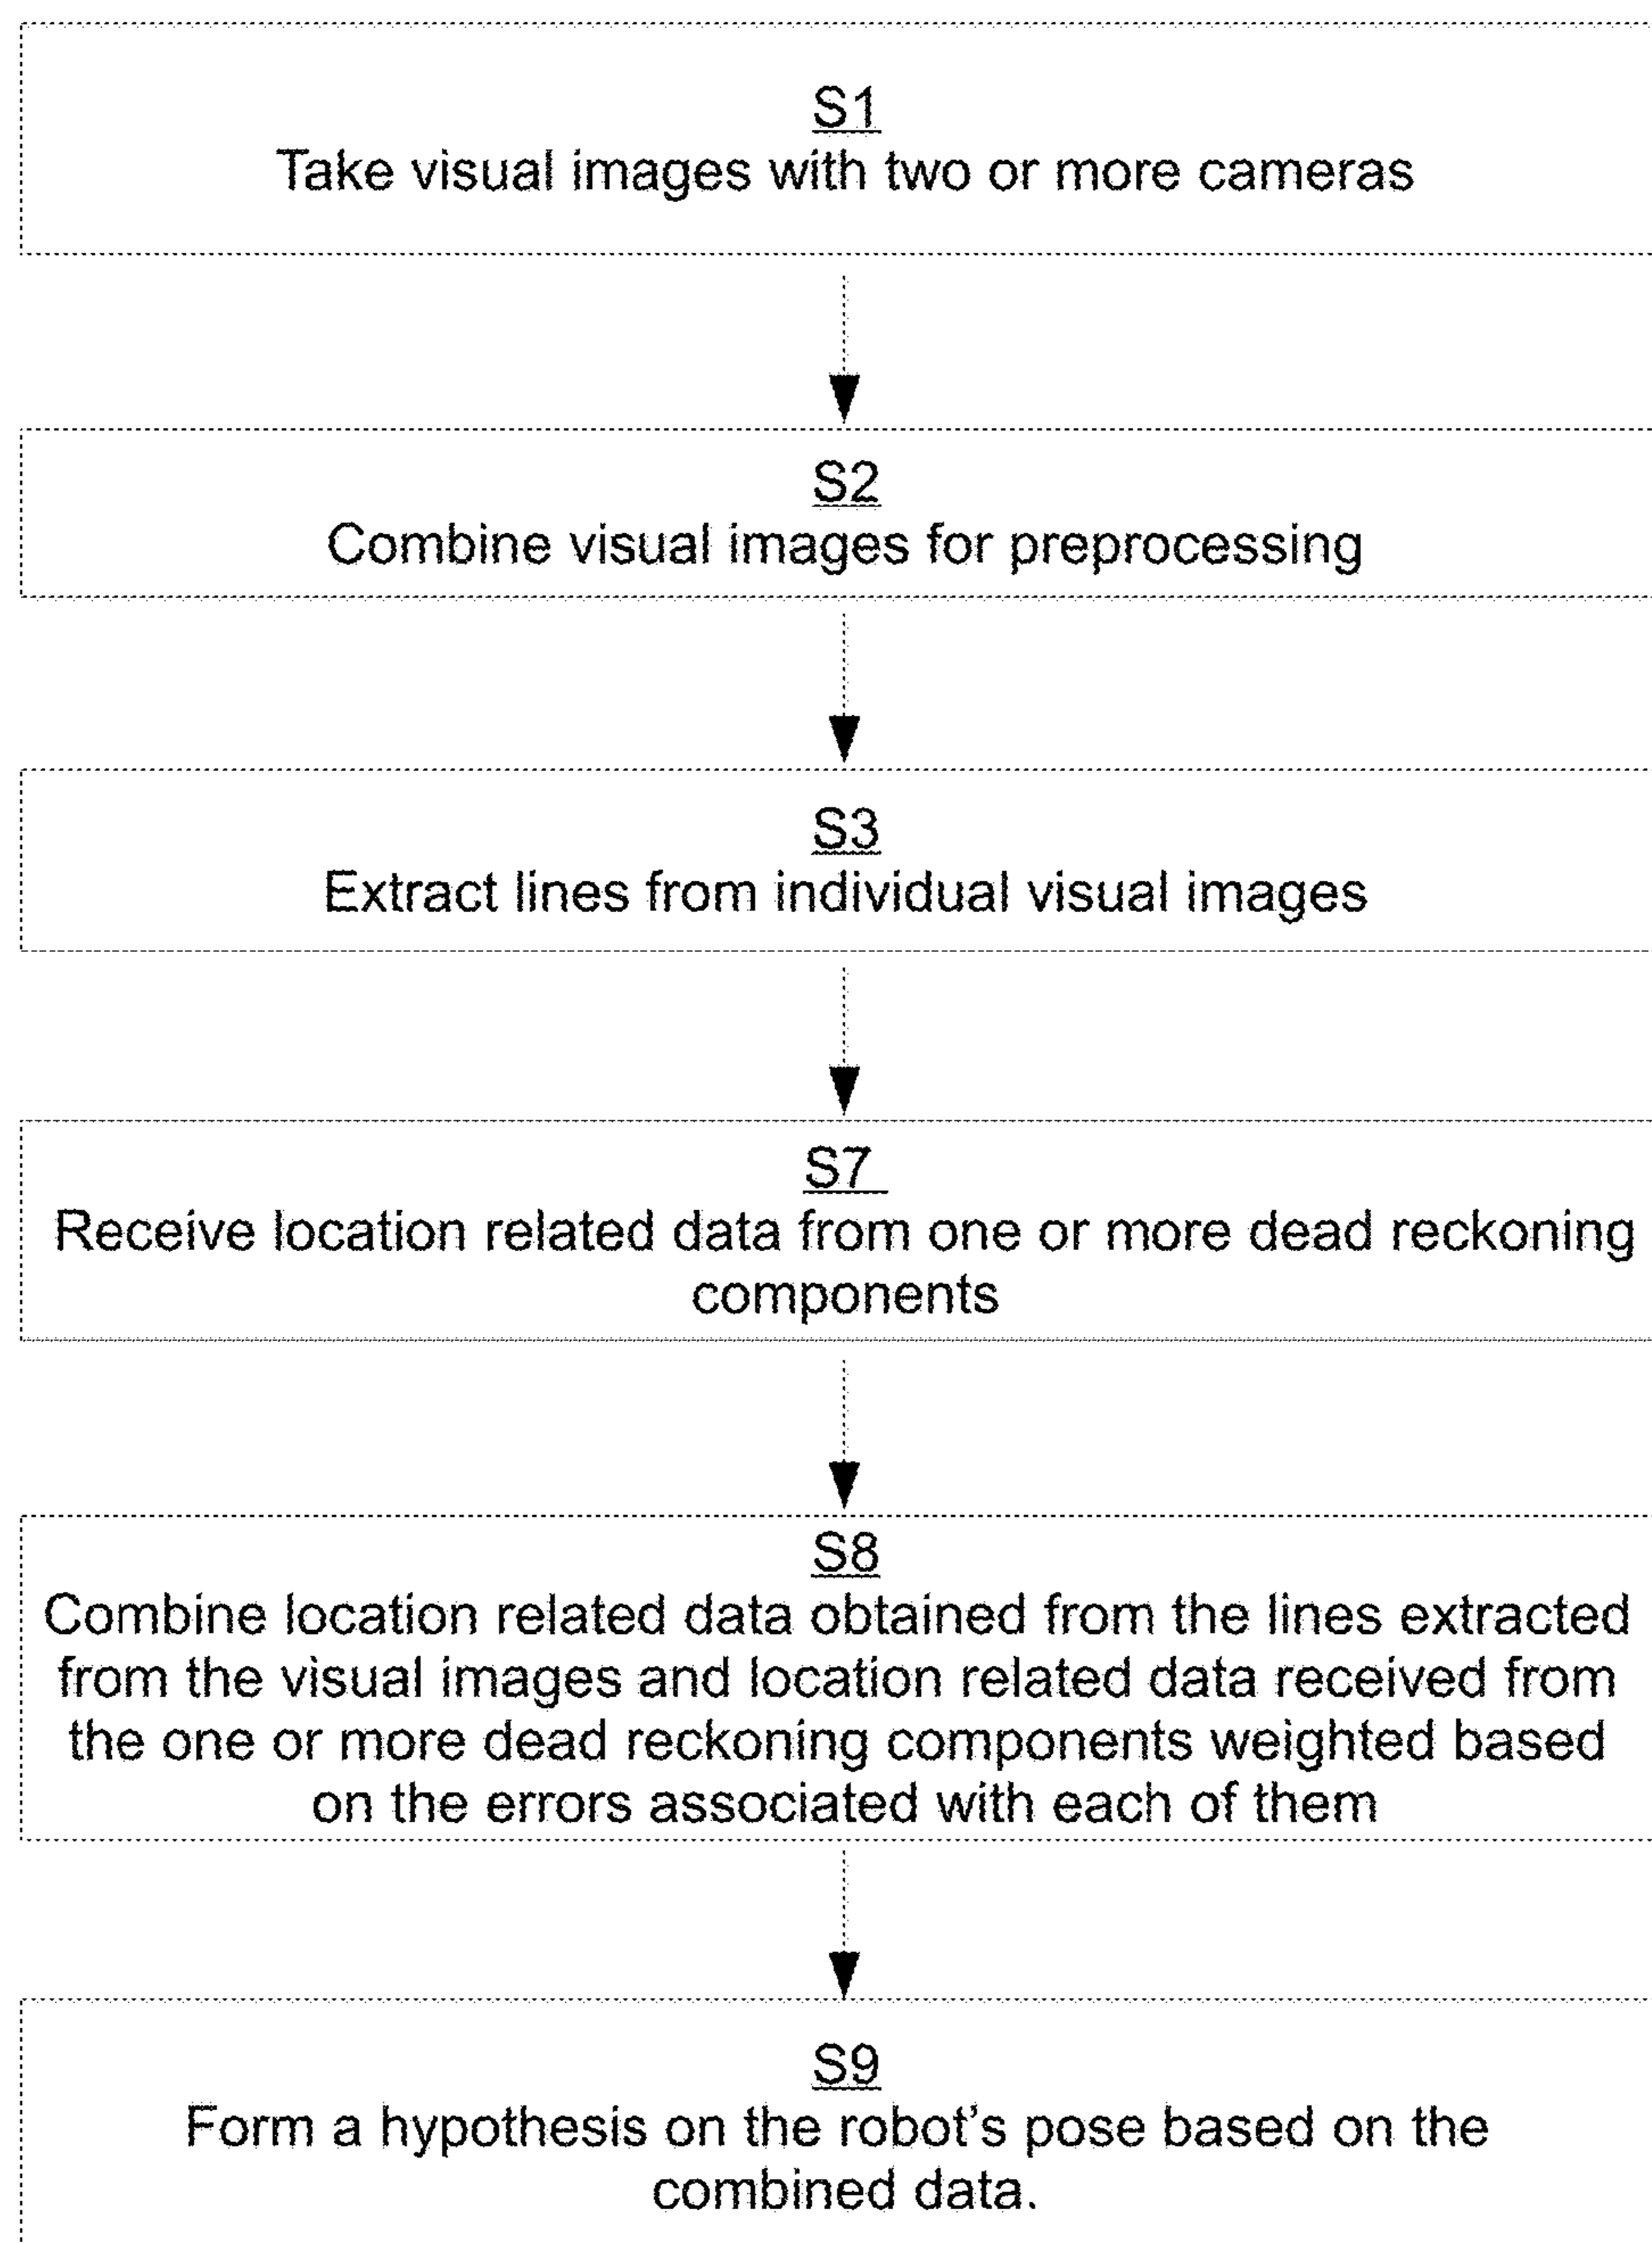 S1
Take visual images with two or more cameras
S2
Combine visual images for preprocessing
S3
Extract lines from individual visual images
S7
Receive location related data from one or more dead reckoning
components
S8
Combine location related data obtained from the lines extracted
from the visual images and location related data received from
the one or more dead reckoning components weighted based
on the errors associated with each of them
S9
Form a hypothesis on the robot's pose based on the
combined data.